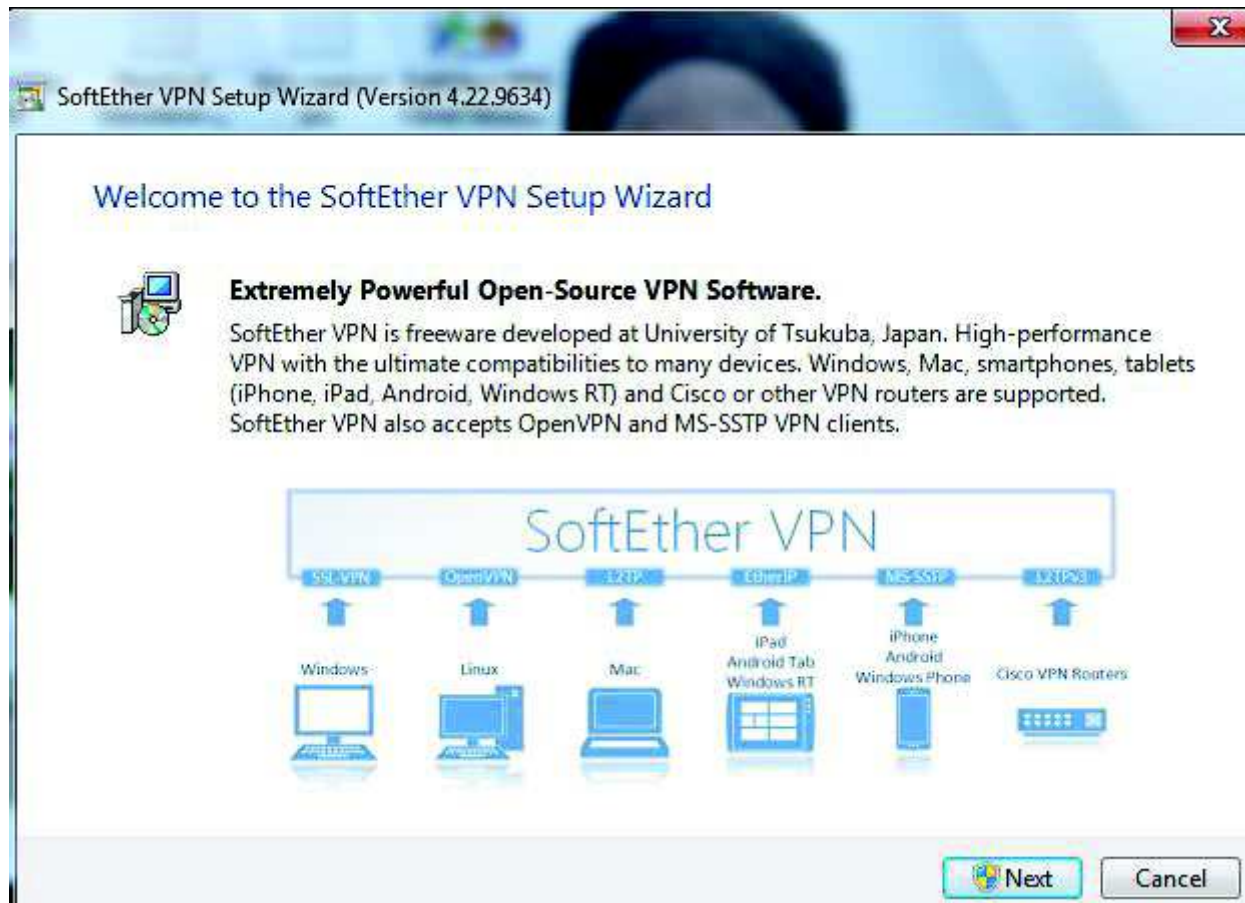 SoftEther VPN Setup Wizard (Version 4.22.9634)
Welcome to the SoftEther VPN Setup Wizard
Extremely Powerful Open-Source VPN Software.
SoftEther VPN is freeware developed at University of Tsukuba, Japan. High-performance
VPN with the ultimate compatibilities to many devices. Windows, Mac, smartphones, tablets
(iPhone, iPad, Android, Windows RT) and Cisco or other VPN routers are supported.
SoftEther VPN also accepts OpenVPN and MS-SSTP VPN clients.
SoftEther VPN
SSL-VPN OpenVPN L2TP EtherIP MS-SSTP L2TPv3
Windows
Linux
Mac
iPad
Android Tab
Windows RT
iPhone
Android
Windows Phone
Cisco VPN Routers
Next
Cancel